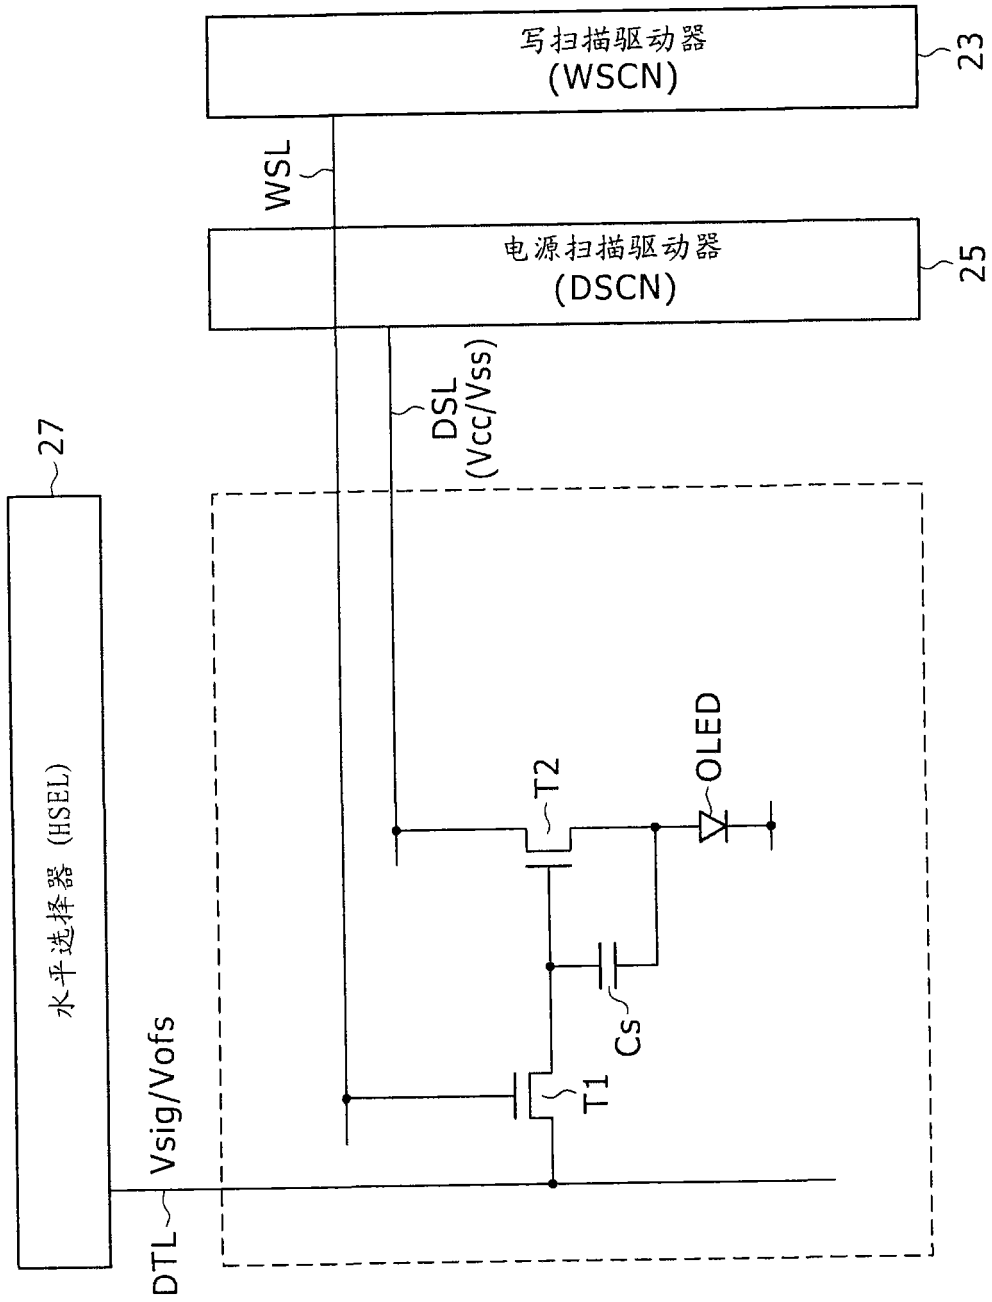 写扫描驱动器
(WSCN)
23
WSL
电源扫描驱动器
(DSCN)
25
DSL
(Vcc/Vss)
27
水平选择器 (HSEL)
Vsig/Vofs
DTL
T2
OLED
Cs
T1